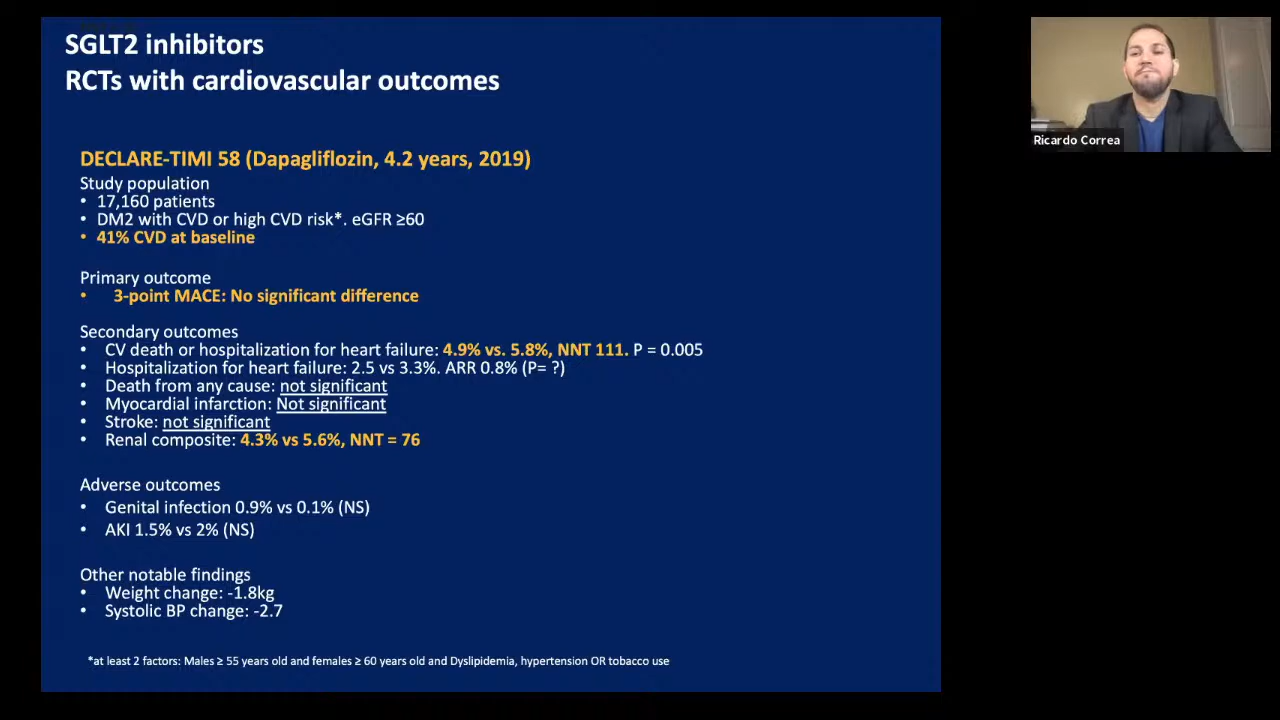 SGLT2 inhibitors
RCTs with cardiovascular outcomes
DECLARE-TIMI 58 (Dapagliflozin, 4.2 years, 2019)
Study population
• 17,160 patients
• DM2 with CVD or high CVD risk*. eGFR ≥60
• 41% CVD at baseline
Primary outcome
• 3-point MACE: No significant difference
Secondary outcomes
• CV death or hospitalization for heart failure: 4.9% vs. 5.8%, NNT 111. P = 0.005
• Hospitalization for heart failure: 2.5 vs 3.3%. ARR 0.8% (P= ?)
• Death from any cause: not significant
• Myocardial infarction: Not significant
• Stroke: not significant
• Renal composite: 4.3% vs 5.6%, NNT = 76
Adverse outcomes
• Genital infection 0.9% vs 0.1% (NS)
• AKI 1.5% vs 2% (NS)
Other notable findings
• Weight change: -1.8kg
• Systolic BP change: -2.7
*at least 2 factors: Males ≥ 55 years old and females ≥ 60 years old and Dyslipidemia, hypertension OR tobacco use
Ricardo Correa